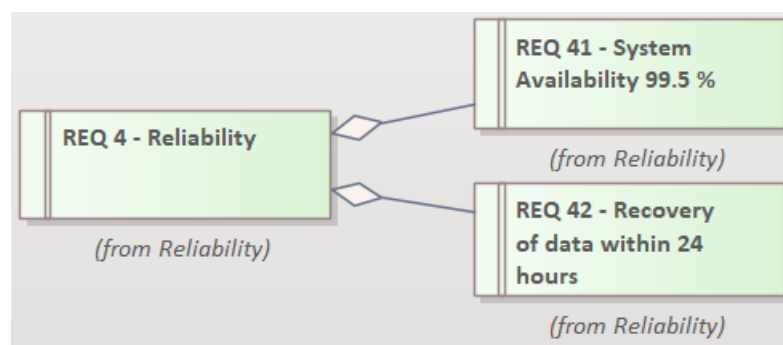 REQ 4 - Reliability
(from Reliability)
REQ 41 - System
Availability 99.5 %
(from Reliability)
REQ 42 - Recovery
of data within 24
hours
(from Reliability)